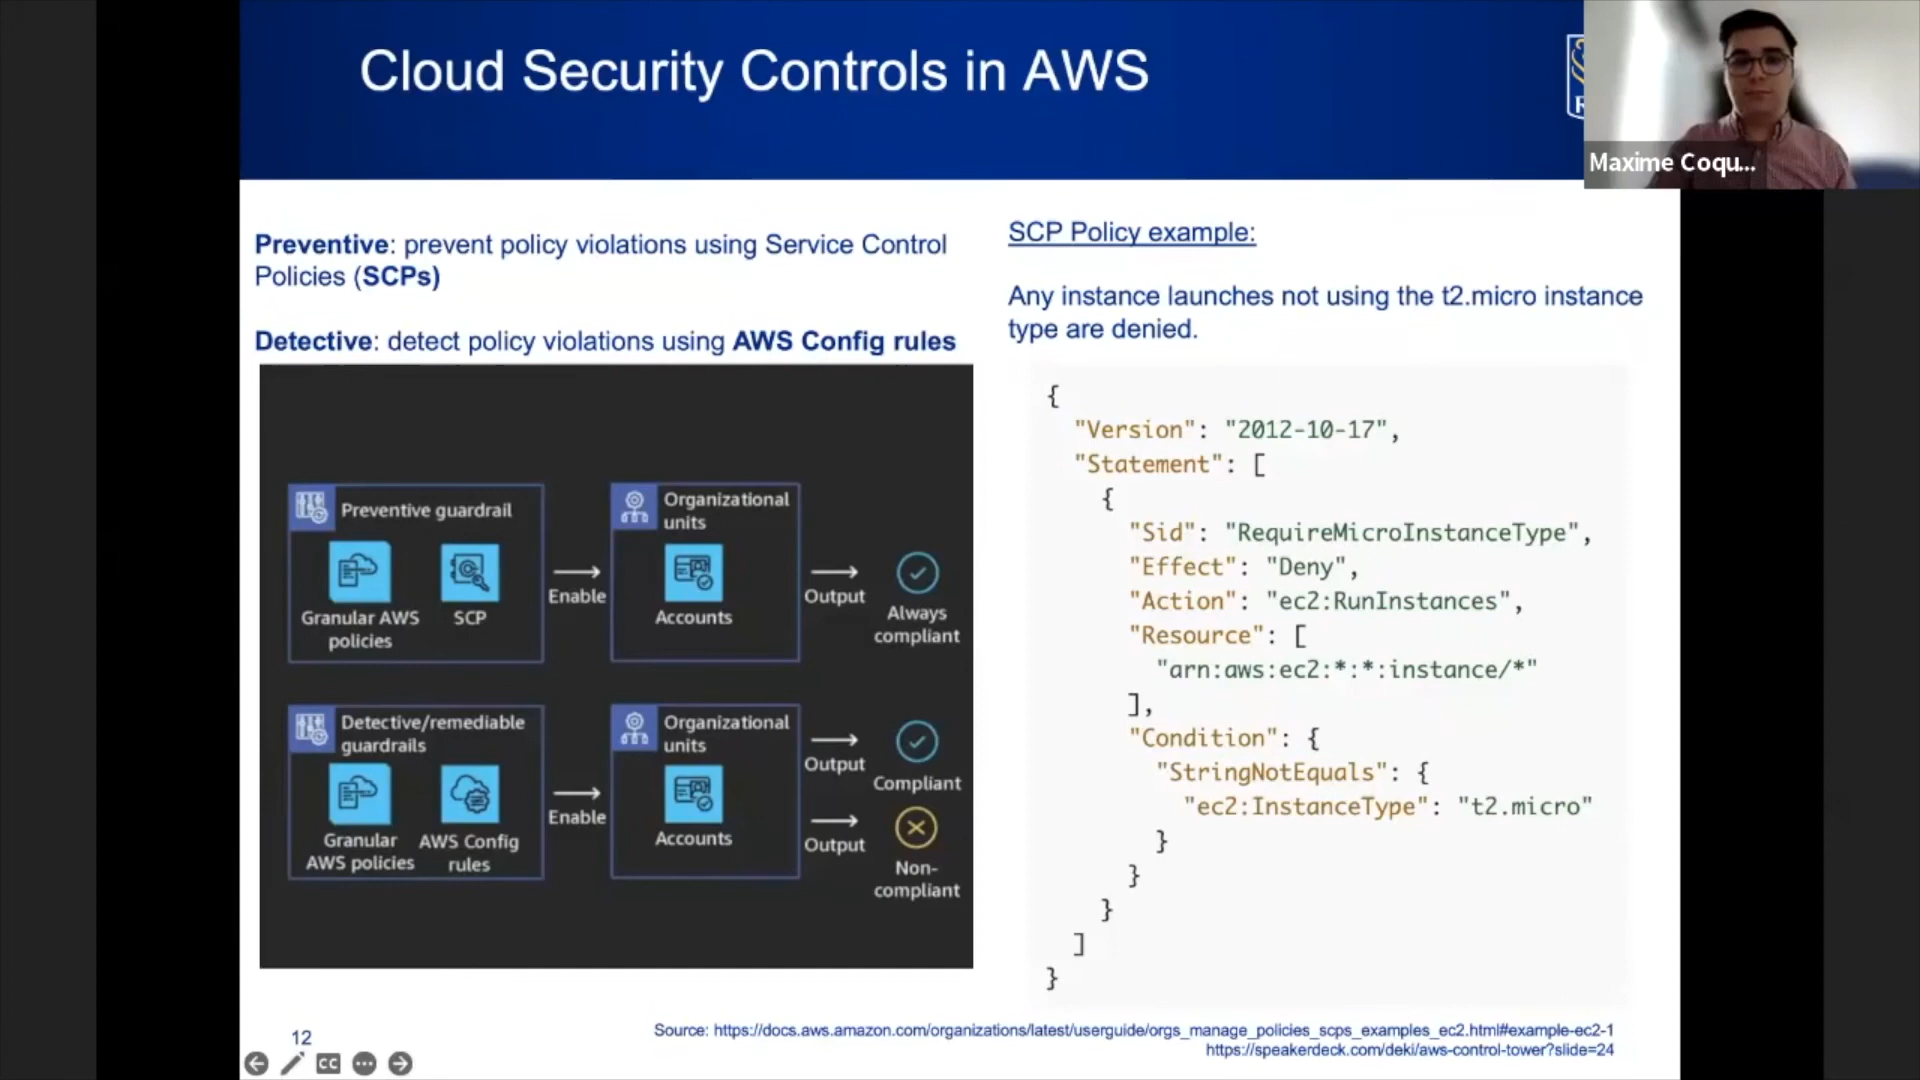 Cloud Security Controls in AWS
R
Maxime Coqu...
Preventive: prevent policy violations using Service Control
Policies (SCPs)
Detective: detect policy violations using AWS Config rules
Preventive guardrail
Granular AWS
policies
SCP
Enable
Organizational
units
Accounts
Output
Always
compliant
Detective/remediable
guardrails
Granular
AWS policies
AWS Config
rules
Enable
Organizational
units
Accounts
Output
Compliant
Output
Non-
compliant
SCP Policy example:
Any instance launches not using the t2.micro instance
type are denied.
{
"Version": "2012-10-17",
"Statement": [
{
"Sid": "RequireMicroInstanceType",
"Effect": "Deny",
"Action": "ec2:RunInstances",
"Resource": [
"arn:aws:ec2:*:*:instance/*"
],
"Condition": {
"StringNotEquals": {
"ec2:InstanceType": "t2.micro"
}
}
}
]
}
12
CC
Source: https://docs.aws.amazon.com/organizations/latest/userguide/orgs_manage_policies_scps_examples_ec2.html#example-ec2-1
https://speakerdeck.com/deki/aws-control-tower?slide=24